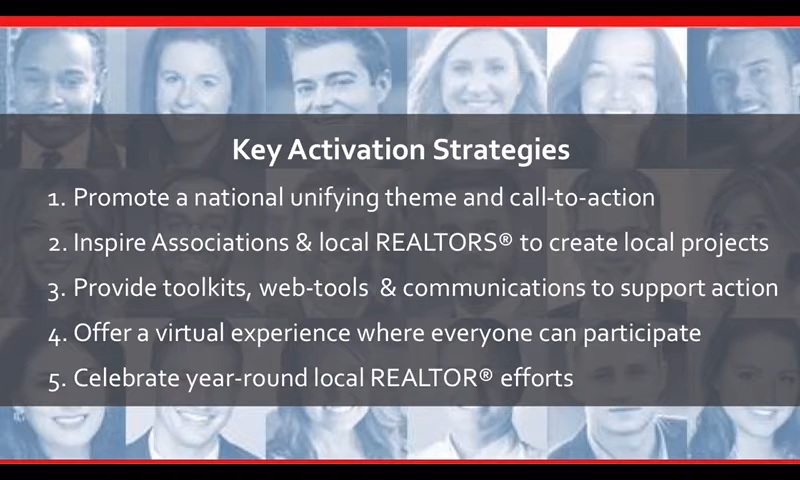 Key Activation Strategies
1. Promote a national unifying theme and call-to-action
2. Inspire Associations & local REALTORS® to create local projects
3. Provide toolkits, web-tools  & communications to support action
4. Offer a virtual experience where everyone can participate
5. Celebrate year-round local REALTOR® efforts